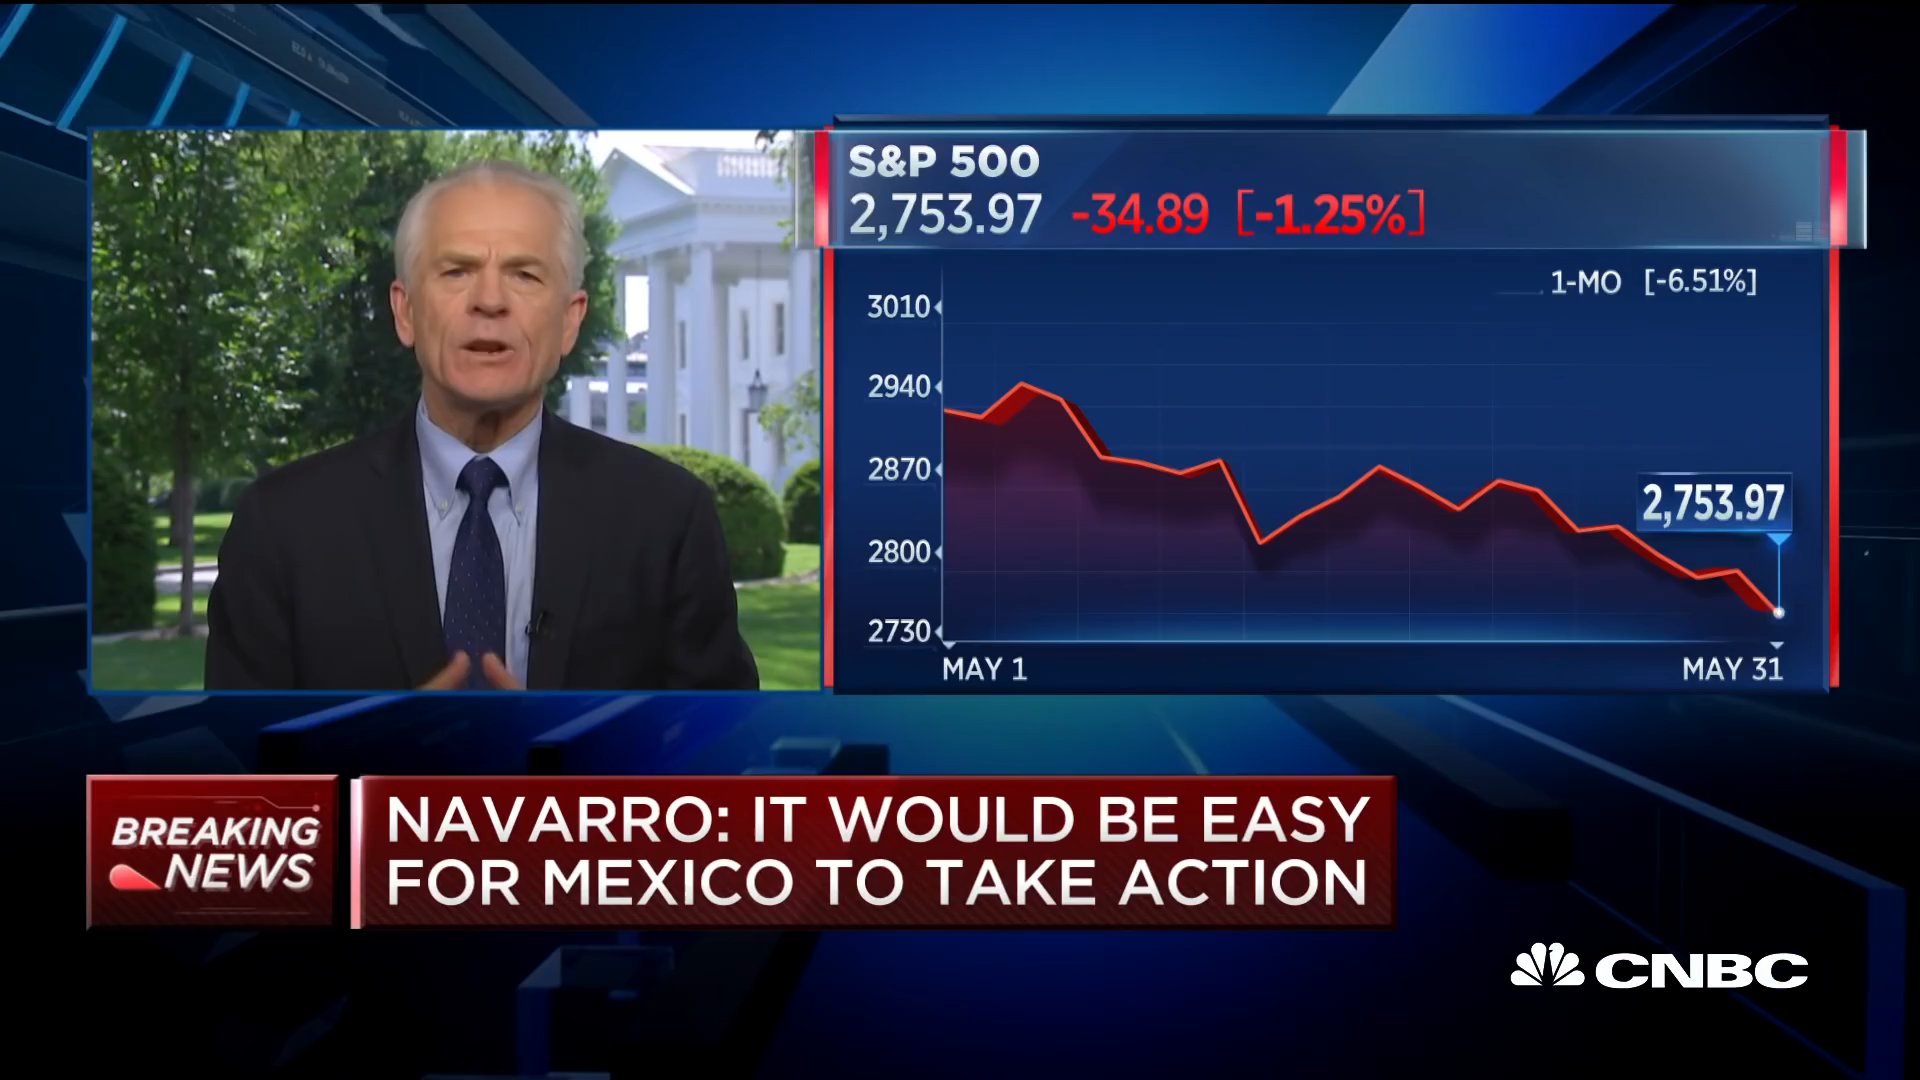 S&P 500
2,753.97 -34.89 [-1.25%]
1-MO [-6.51%]
3010
2940
2870
2800
2730
2,753.97
MAY 1
MAY 31
BREAKING
NEWS
NAVARRO: IT WOULD BE EASY
FOR MEXICO TO TAKE ACTION
CNBC